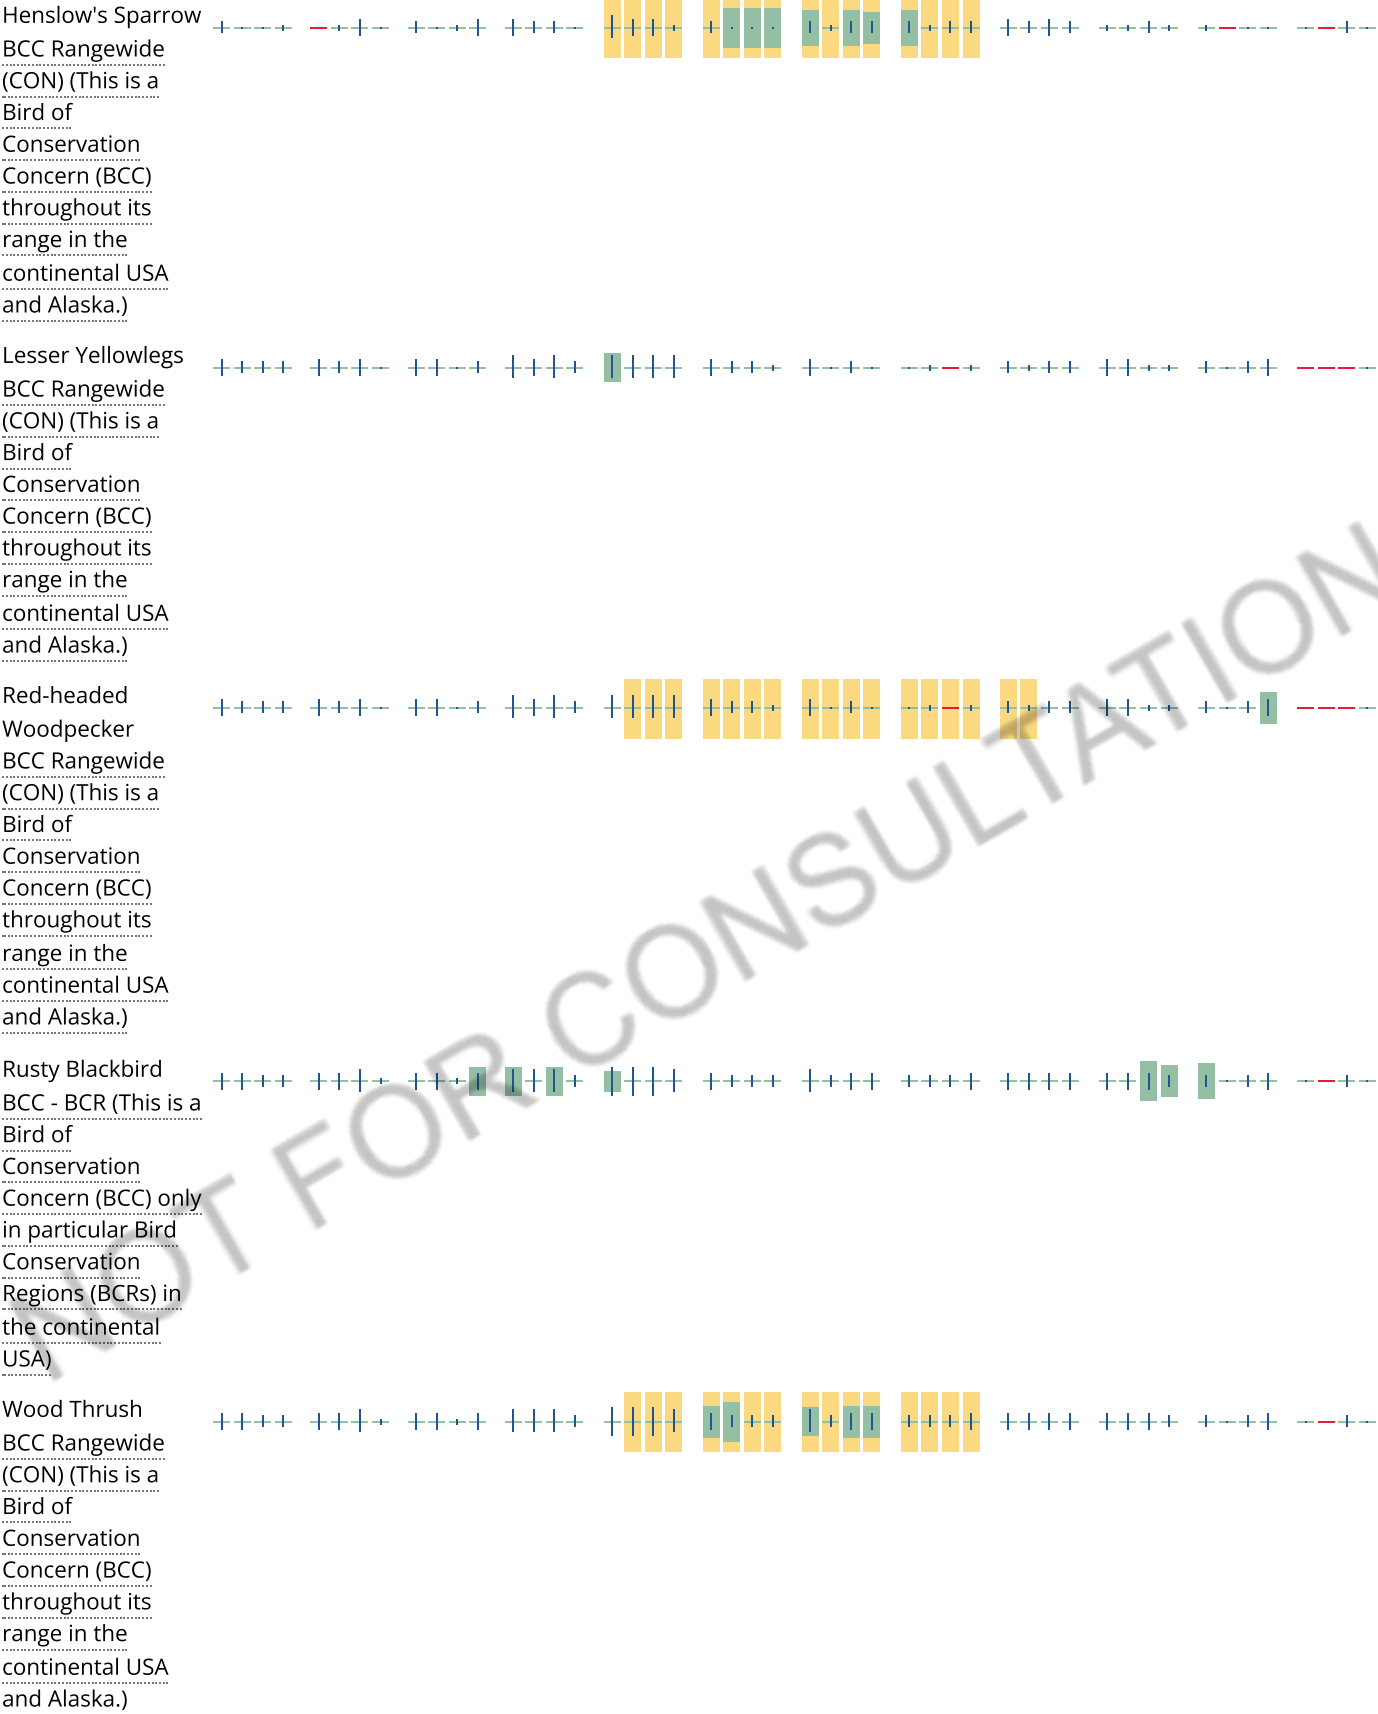 Henslow's Sparrow
BCC Rangewide
(CON) (This is a
Bird of
Conservation
Concern (BCC)
throughout its
range in the
continental USA
and Alaska.)
Lesser Yellowlegs
BCC Rangewide
(CON) (This is a
Bird of
Conservation
Concern (BCC)
throughout its
range in the
continental USA
and Alaska.)
Red-headed
Woodpecker
BCC Rangewide
(CON) (This is a
Bird of
Conservation
Concern (BCC)
throughout its
range in the
continental USA
and Alaska.)
Rusty Blackbird
BCC - BCR (This is a
Bird of
Conservation
Concern (BCC) only
in particular Bird
Conservation
Regions (BCRs) in
the continental
USA)
Wood Thrush
BCC Rangewide
(CON) (This is a
Bird of
Conservation
Concern (BCC)
throughout its
range in the
continental USA
and Alaska.)
NOT FOR CONSULTATION